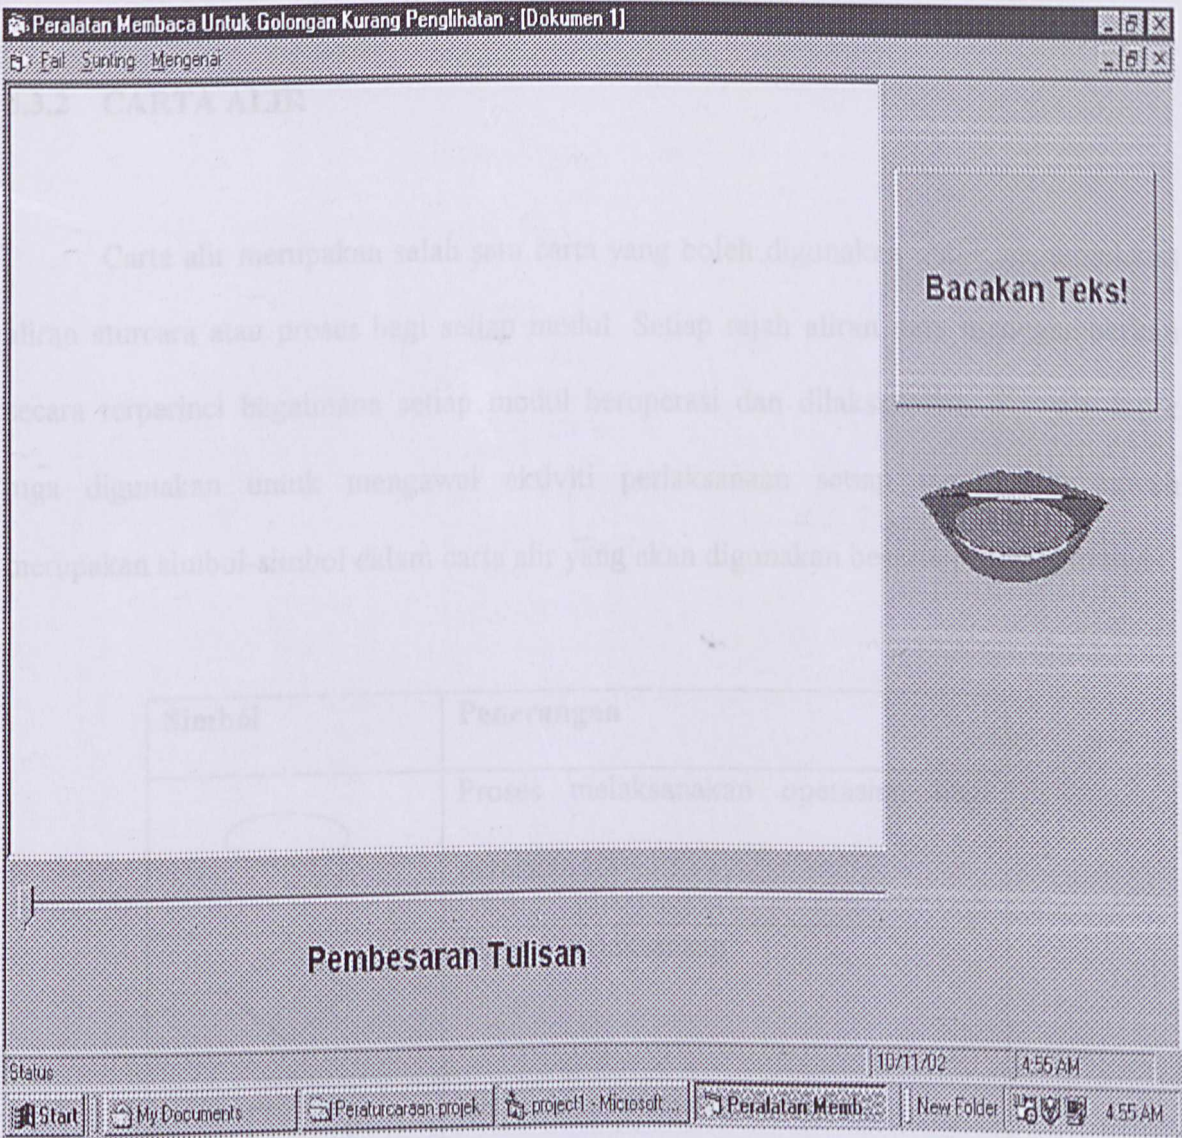 Peralatan Membaca Untuk Golongan Kurang Penglihatan - [Dokumen 1]
Fail Sunting Mengenai
3.2 CARTA ALIR
Carta alir merupakan salah satu carta yang boleh digunakan
aliran aturcara atau proses bagi setiap modul. Setiap rajah aliran
secara terperinci bagaimana setiap modul beroperasi dan
juga digunakan untuk mengawal aktiviti perlaksanaan setiap
merupakan simbol-simbol dalam carta alir yang akan digunakan
Bacakan Teks!
Simbol Penerangan
Proses melaksanakan
Pembesaran Tulisan
Status 10/11/02 4:55 AM
Start My Documents Peraturcaraan projek project1 - Microsoft ... Peralatan Memb... New Folder 4:55 AM